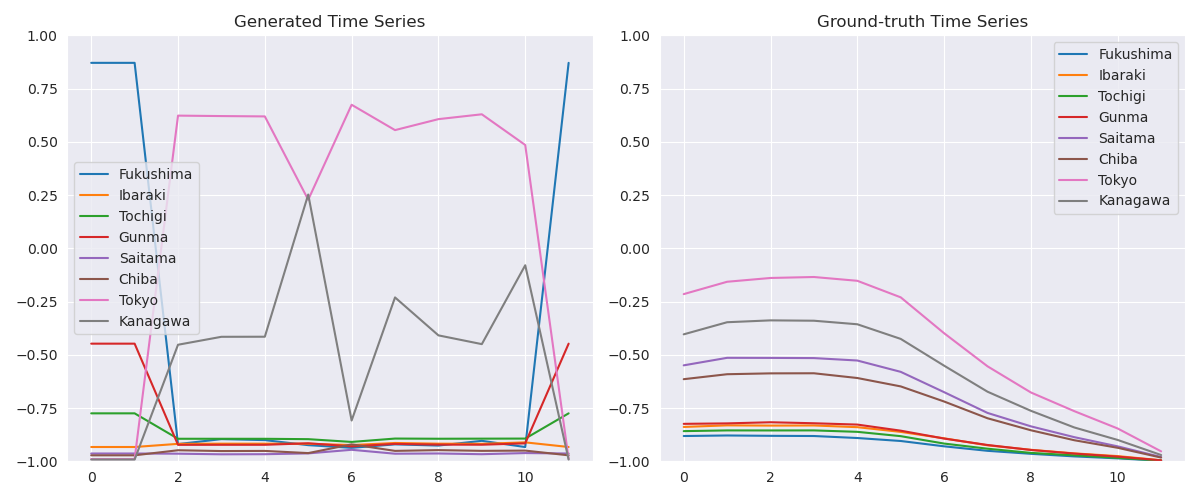 Generated Time Series
1.00
0.75
0.50
0.25
0.00
−0.25
−0.50
−0.75
−1.00
0 2 4 6 8 10
Fukushima
Ibaraki
Tochigi
Gunma
Saitama
Chiba
Tokyo
Kanagawa
Ground-truth Time Series
1.00
0.75
0.50
0.25
0.00
−0.25
−0.50
−0.75
−1.00
0 2 4 6 8 10
Fukushima
Ibaraki
Tochigi
Gunma
Saitama
Chiba
Tokyo
Kanagawa